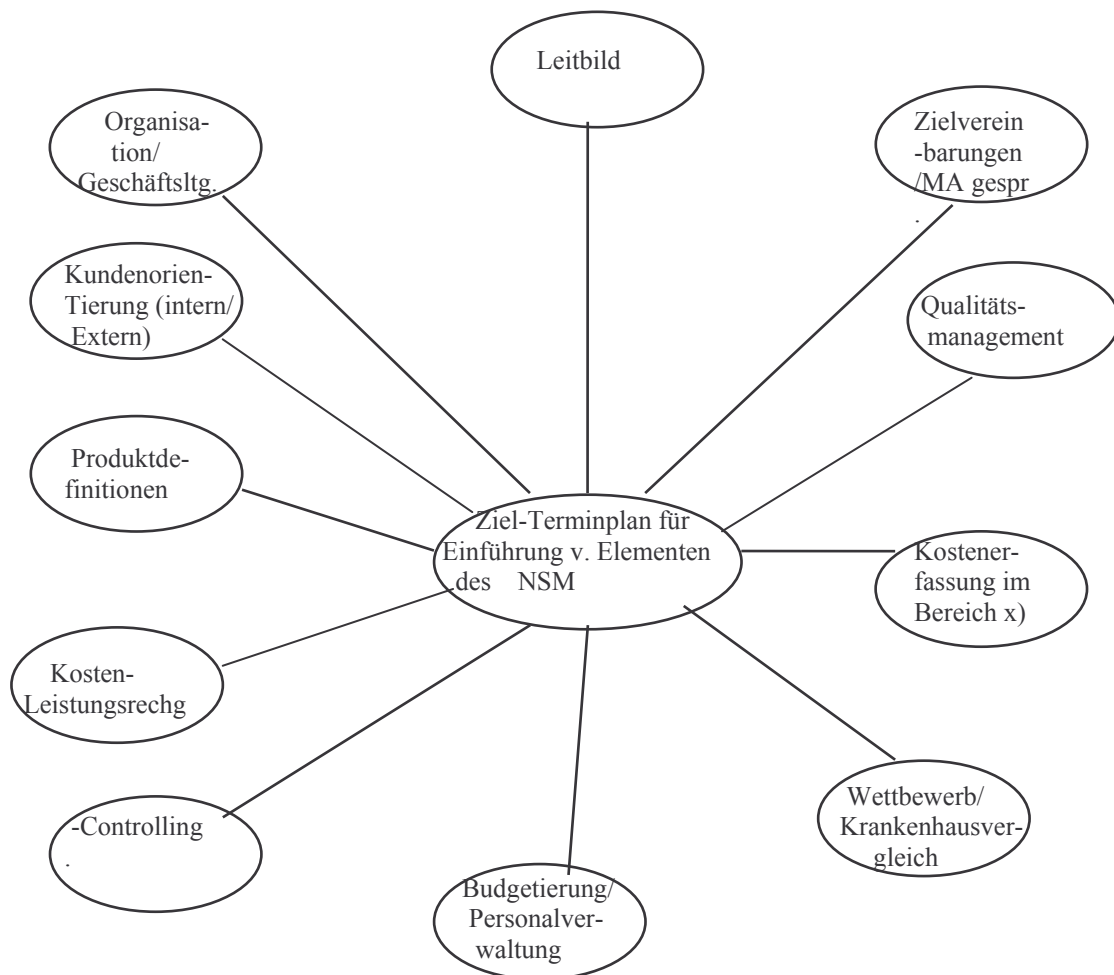 Leitbild
Organisa-
tion/
Geschäftsltg.
Zielverein
-barungen
/MA gespr
.
Kundenorien-
Tierung (intern/
Extern)
Qualitäts-
management
Produktde-
finitionen
Ziel-Terminplan für
Einführung v. Elementen
des NSM
Kostener-
fassung im
Bereich x)
Kosten-
Leistungsrechg
-Controlling
.
Wettbewerb/
Krankenhausver-
gleich
Budgetierung/
Personalver-
waltung